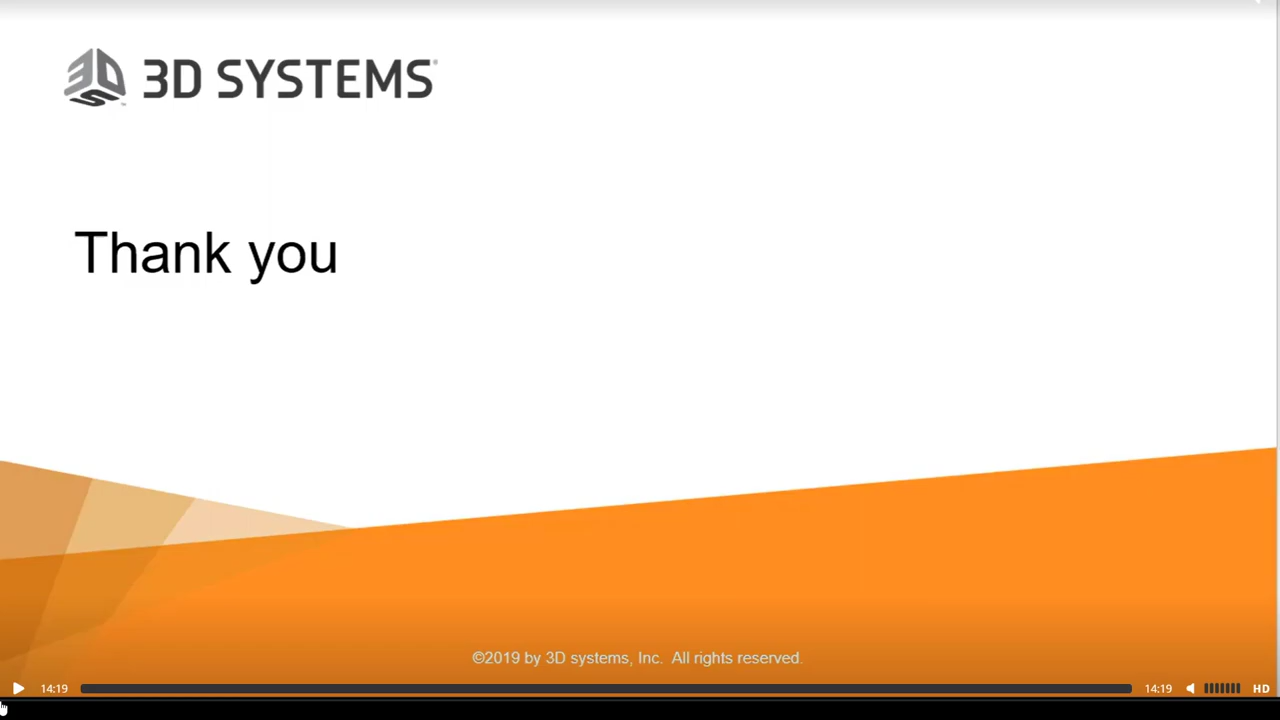 3D SYSTEMS®
Thank you
©2019 by 3D systems, Inc. All rights reserved.
14:19
14:19
HD